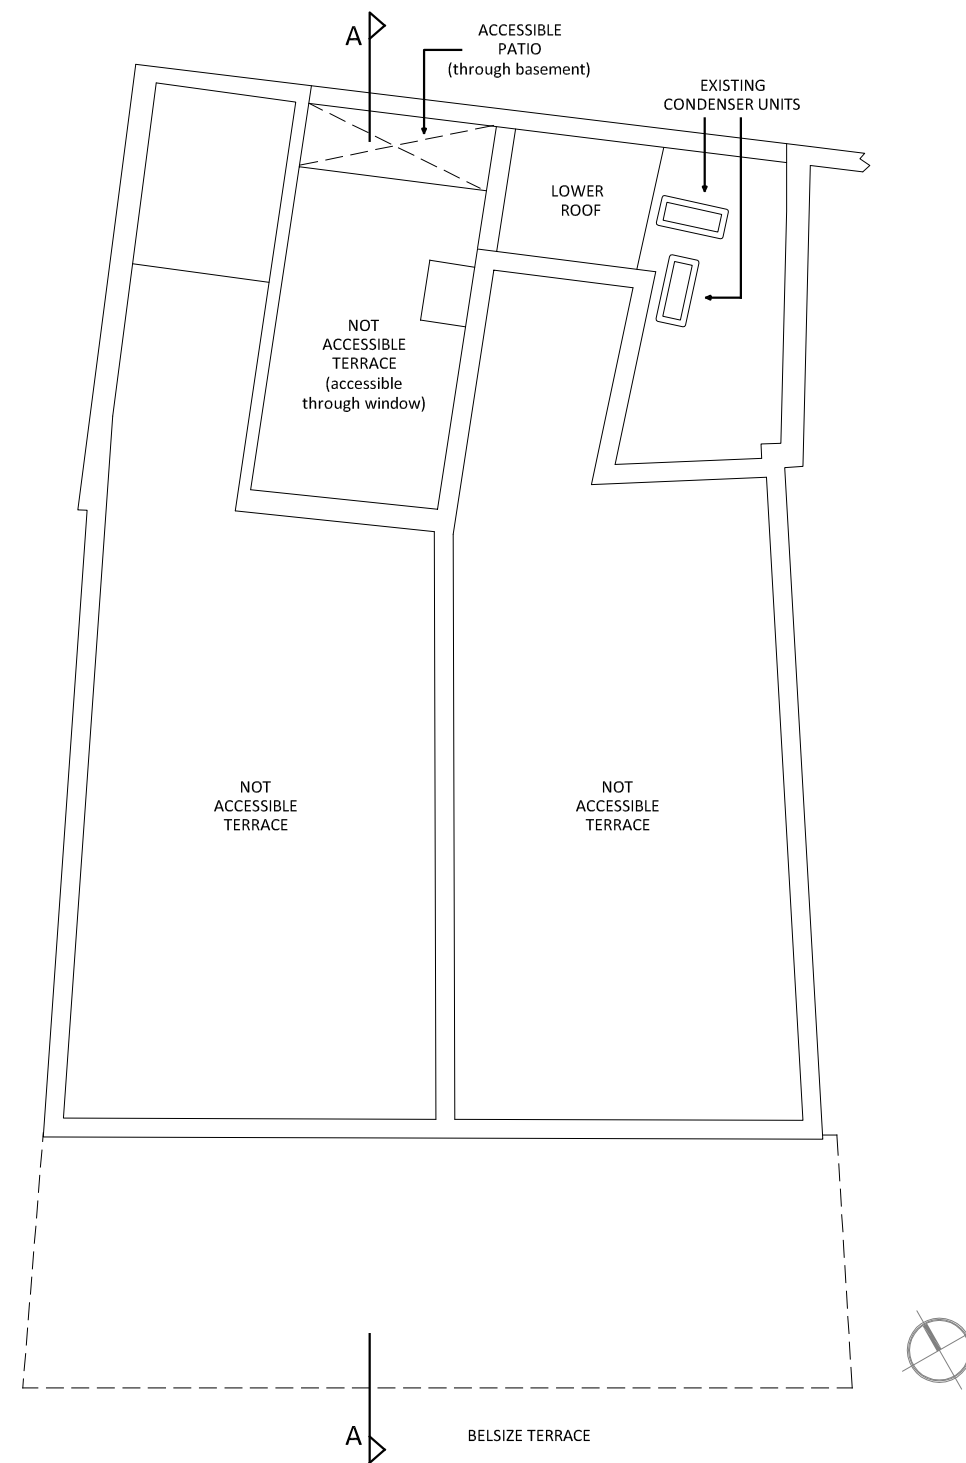 A
ACCESSIBLE
PATIO
(through basement)
EXISTING
CONDENSER UNITS
LOWER
ROOF
NOT
ACCESSIBLE
TERRACE
(accessible
through window)
NOT
ACCESSIBLE
TERRACE
NOT
ACCESSIBLE
TERRACE
A
BELSIZE TERRACE